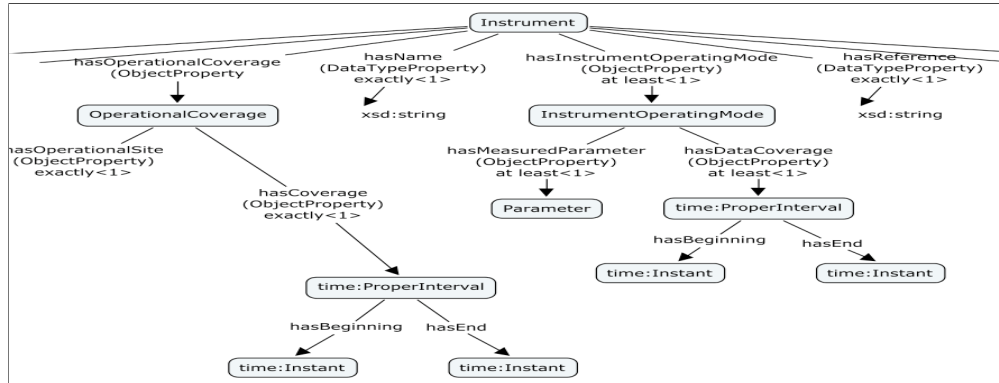 Instrument
hasOperationalCoverage
(ObjectProperty
hasName
(DataTypeProperty)
exactly<1>
hasInstrumentOperatingMode
(ObjectProperty)
at least<1>
hasReference
(DataTypeProperty)
exactly<1>
OperationalCoverage
xsd:string
InstrumentOperatingMode
xsd:string
hasOperationalSite
(ObjectProperty)
exactly<1>
hasMeasuredParameter
(ObjectProperty)
at least<1>
hasDataCoverage
(ObjectProperty)
at least<1>
hasCoverage
(ObjectProperty)
exactly<1>
Parameter
time:ProperInterval
hasBeginning
hasEnd
time:Instant
time:Instant
time:ProperInterval
hasBeginning
hasEnd
time:Instant
time:Instant